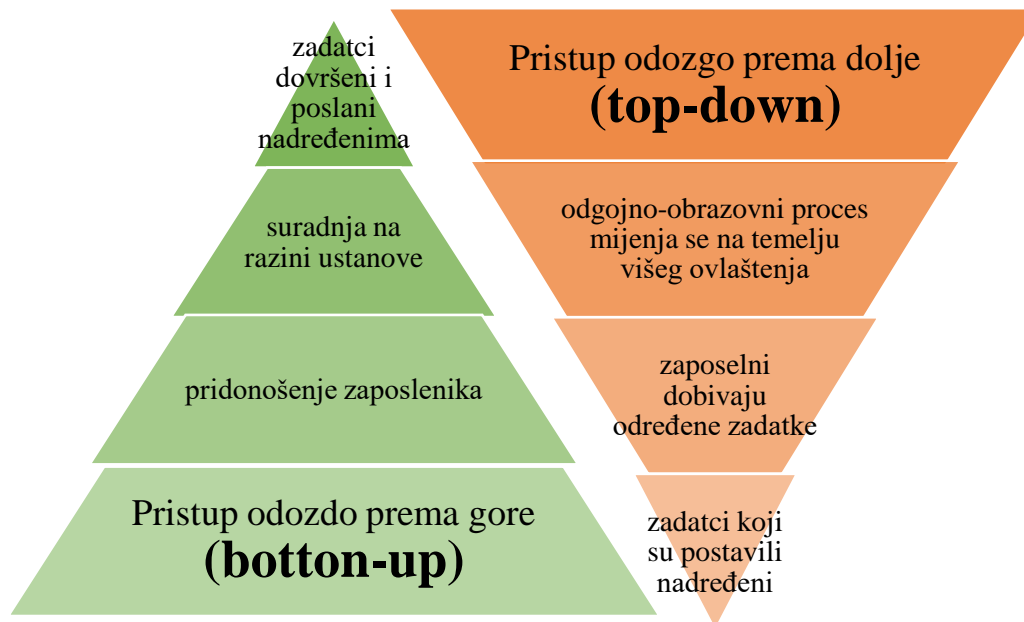 zadatci
dovršeni i
poslani
nadređenima
suradnja na
razini ustanove
pridonošenje zaposlenika
Pristup odozdo prema gore
(botton-up)
Pristup odozgo prema dolje
(top-down)
odgojno-obrazovni proces
mijenja se na temelju
višeg ovlaštenja
zaposelni
dobivaju
određene zadatke
zadatci koji
su postavili
nadređeni